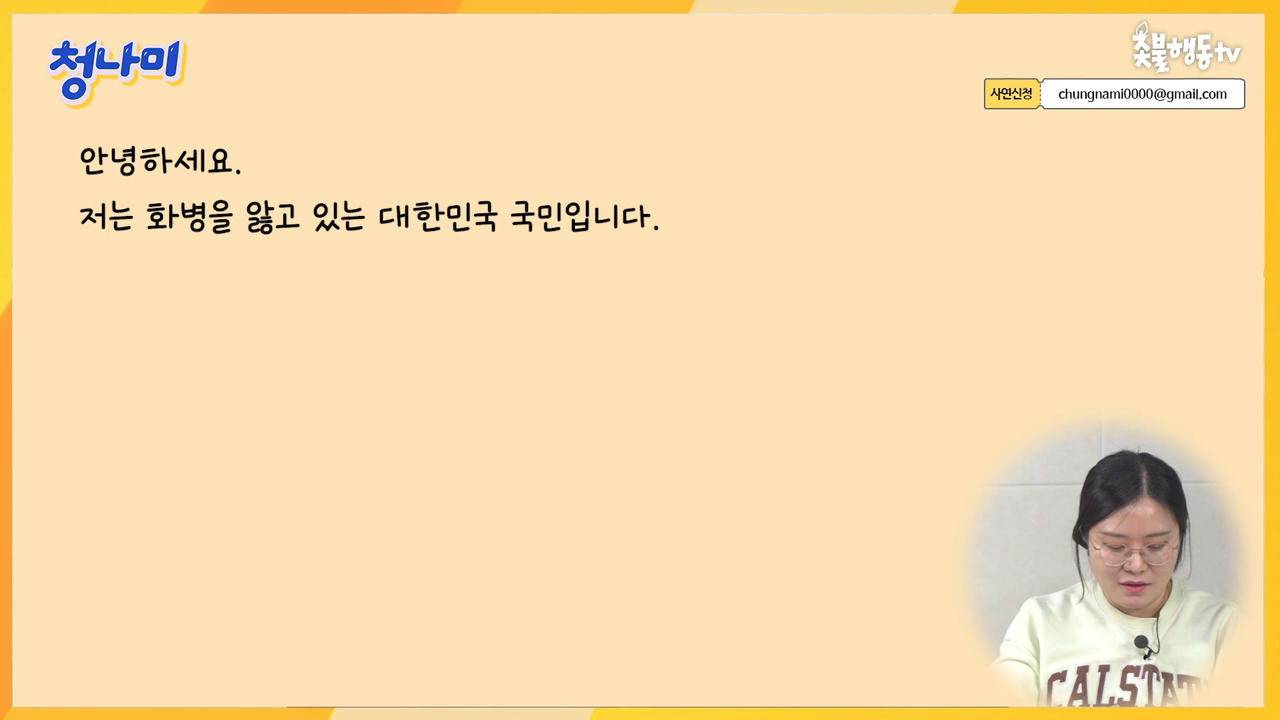 청나미
촛불행동tv
사연신청 chungnami0000@gmail.com
안녕하세요.
저는 화병을 앓고 있는 대한민국 국민입니다.
CALSTAT